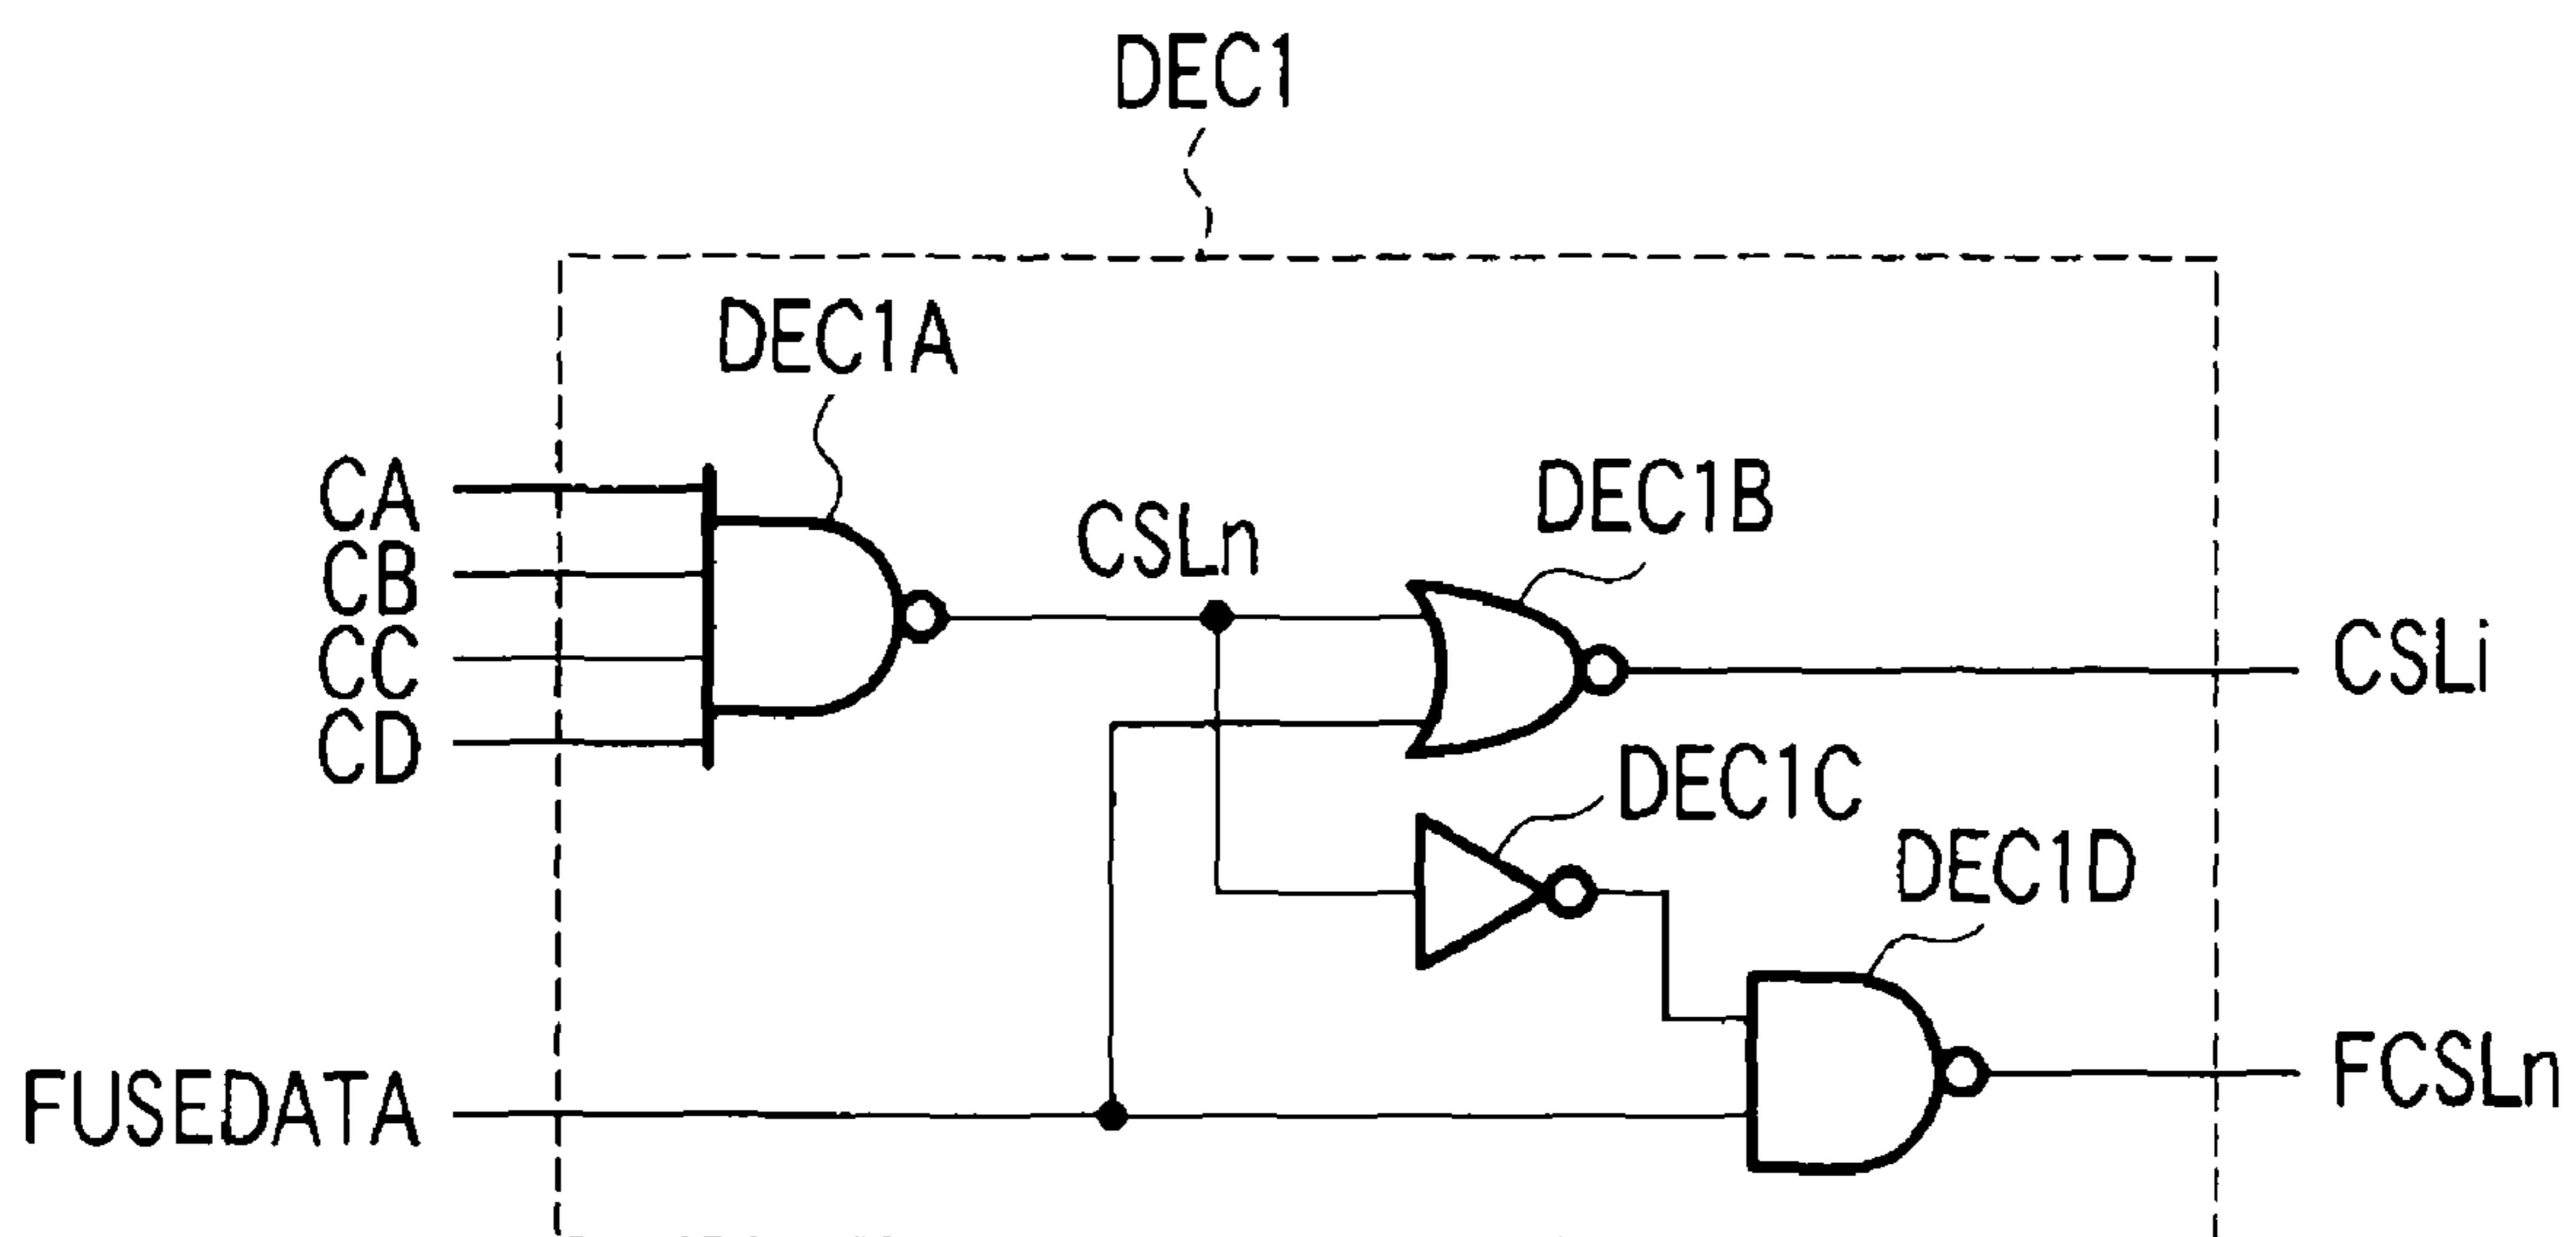 DEC1
DEC1A
CA
CB
CC
CD
CSLn
DEC1B
CSLi
DEC1C
DEC1D
FUSEDATA
FCSLn